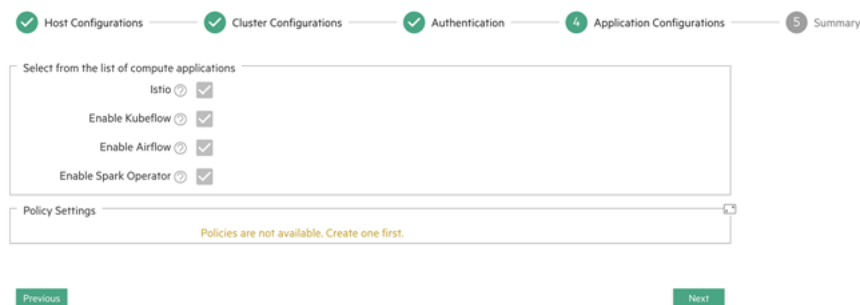 Host Configurations Cluster Configurations Authentication 4 Application Configurations 5 Summary
Select from the list of compute applications
Istio ?
Enable Kubeflow ?
Enable Airflow ?
Enable Spark Operator ?
Policy Settings
Policies are not available. Create one first.
Previous Next